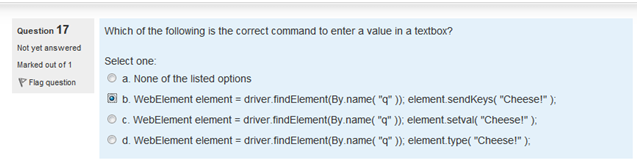 Question 17
Not yet answered
Marked out of 1
Flag question
Which of the following is the correct command to enter a value in a textbox?
Select one:
a. None of the listed options
b. WebElement element = driver.findElement(By.name( "q" )); element.sendKeys( "Cheese!" );
c. WebElement element = driver.findElement(By.name( "q" )); element.setval( "Cheese!" );
d. WebElement element = driver.findElement(By.name( "q" )); element.type( "Cheese!" );